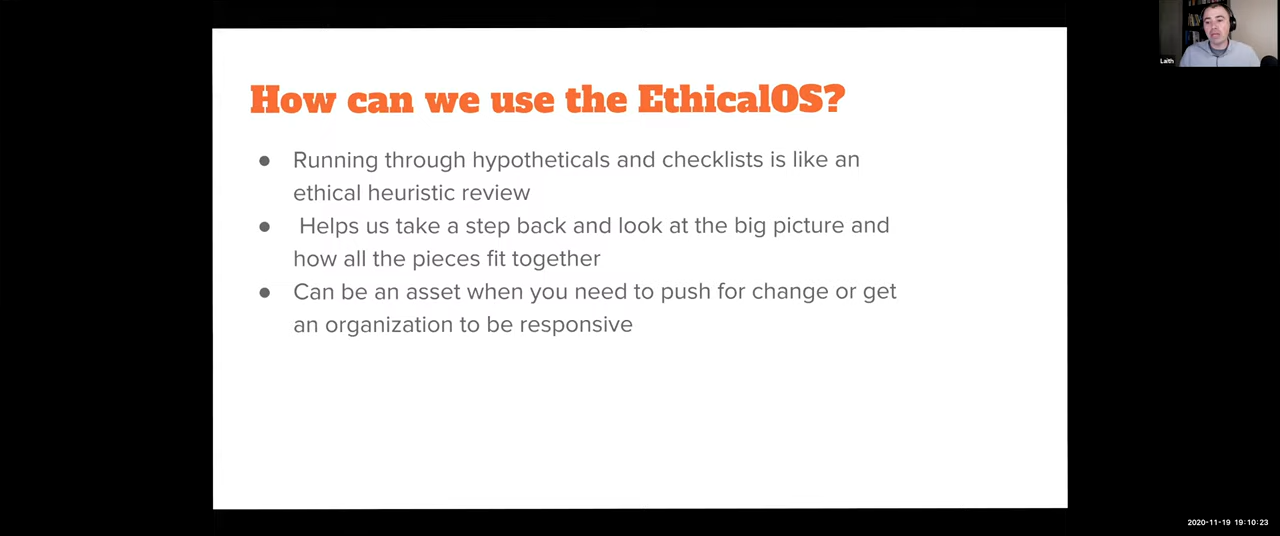 Laith
How can we use the EthicalOS?
● Running through hypotheticals and checklists is like an
ethical heuristic review
● Helps us take a step back and look at the big picture and
how all the pieces fit together
● Can be an asset when you need to push for change or get
an organization to be responsive
2020-11-19 19:10:23